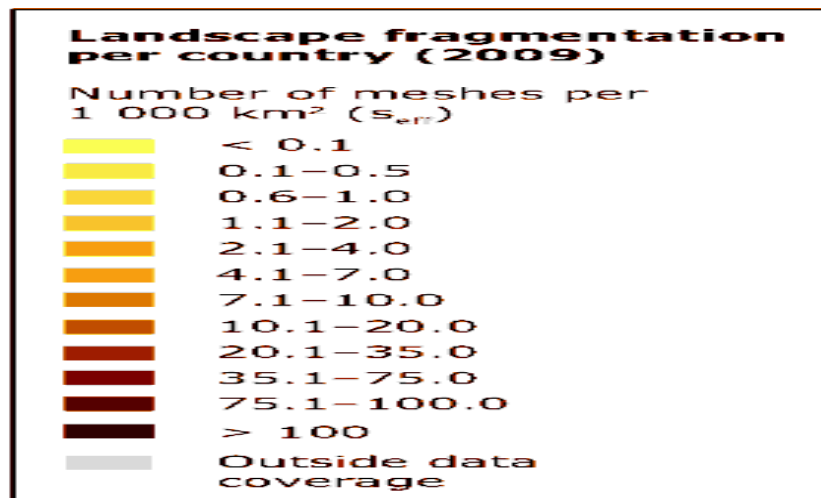 Landscape fragmentation
per country (2009)
Number of meshes per
1 000 km² (seff)
< 0.1
0.1–0.5
0.6–1.0
1.1–2.0
2.1–4.0
4.1–7.0
7.1–10.0
10.1–20.0
20.1–35.0
35.1–75.0
75.1–100.0
> 100
Outside data
coverage